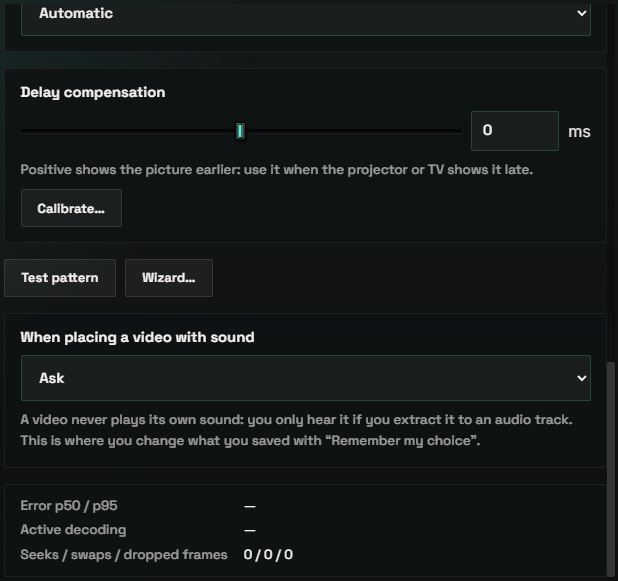 Automatic
Delay compensation
0 ms
Positive shows the picture earlier: use it when the projector or TV shows it late.
Calibrate...
Test pattern Wizard...
When placing a video with sound
Ask
A video never plays its own sound: you only hear it if you extract it to an audio track.
This is where you change what you saved with “Remember my choice”.
Error p50 / p95 —
Active decoding —
Seeks / swaps / dropped frames 0 / 0 / 0